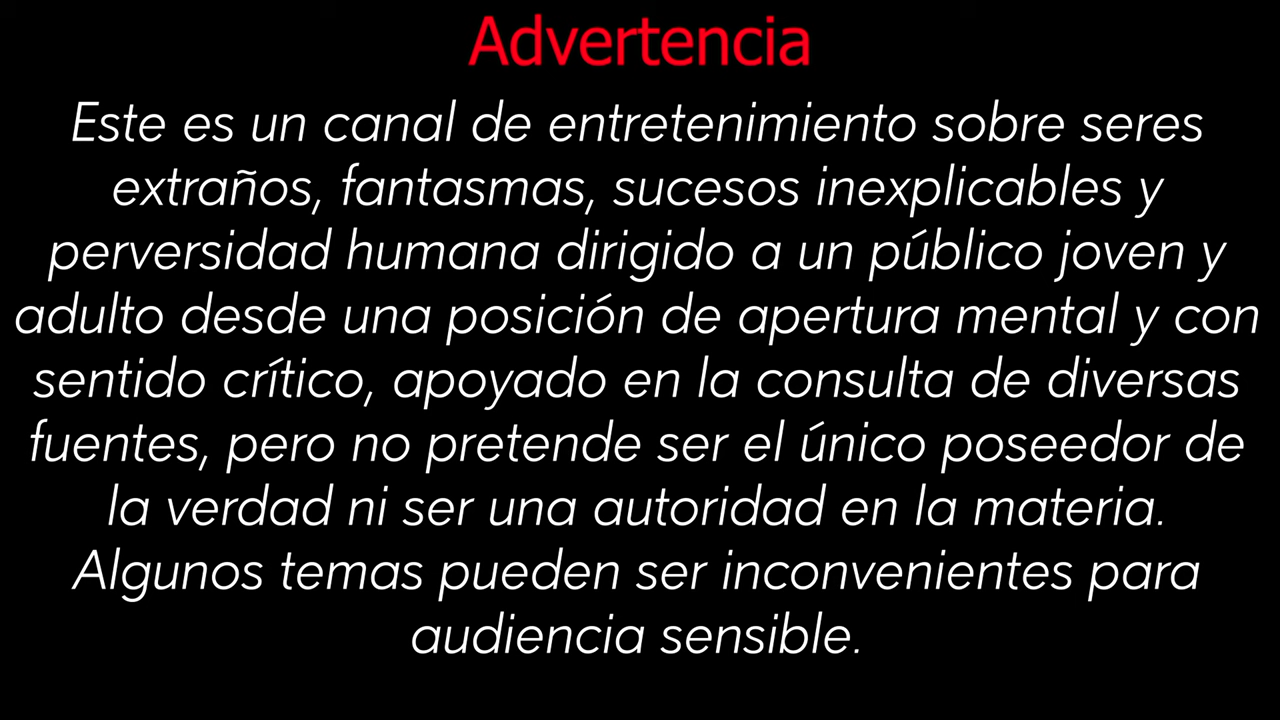 Advertencia
Este es un canal de entretenimiento sobre seres
extraños, fantasmas, sucesos inexplicables y
perversidad humana dirigido a un público joven y
adulto desde una posición de apertura mental y con
sentido crítico, apoyado en la consulta de diversas
fuentes, pero no pretende ser el único poseedor de
la verdad ni ser una autoridad en la materia.
Algunos temas pueden ser inconvenientes para
audiencia sensible.